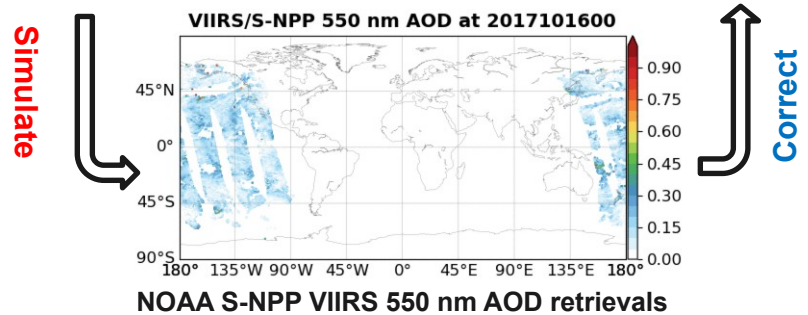 VIIRS/S-NPP 550 nm AOD at 2017101600
Simulate
Correct
0.90
0.75
0.60
0.45
0.30
0.15
0.00
45°N
0°
45°S
90°S
180° 135°W 90°W 45°W 0° 45°E 90°E 135°E 180°
NOAA S-NPP VIIRS 550 nm AOD retrievals